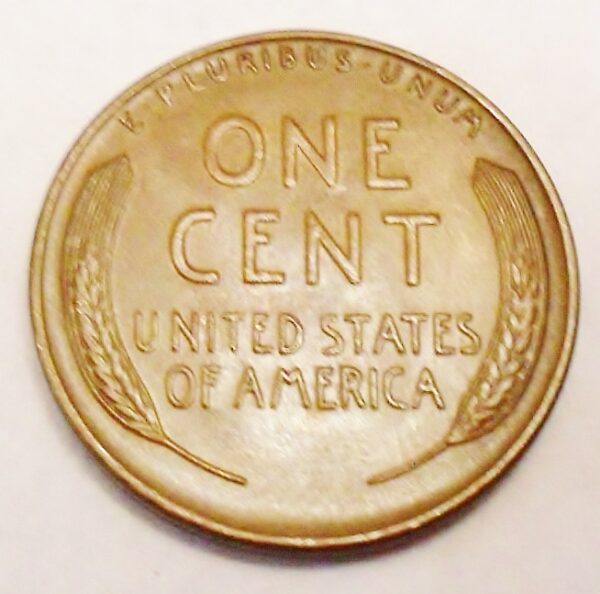 E·PLURIBUS·UNUM
ONE
CENT
UNITED STATES
OF AMERICA